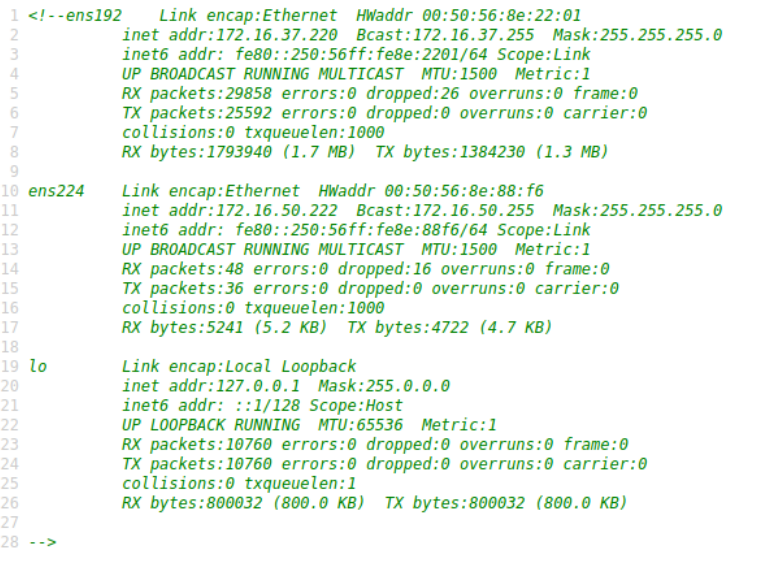 1 <!--ens192    Link encap:Ethernet  HWaddr 00:50:56:8e:22:01
2           inet addr:172.16.37.220  Bcast:172.16.37.255  Mask:255.255.255.0
3           inet6 addr: fe80::250:56ff:fe8e:2201/64 Scope:Link
4           UP BROADCAST RUNNING MULTICAST  MTU:1500  Metric:1
5           RX packets:29858 errors:0 dropped:26 overruns:0 frame:0
6           TX packets:25592 errors:0 dropped:0 overruns:0 carrier:0
7           collisions:0 txqueuelen:1000
8           RX bytes:1793940 (1.7 MB)  TX bytes:1384230 (1.3 MB)
9
10 ens224    Link encap:Ethernet  HWaddr 00:50:56:8e:88:f6
11           inet addr:172.16.50.222  Bcast:172.16.50.255  Mask:255.255.255.0
12           inet6 addr: fe80::250:56ff:fe8e:88f6/64 Scope:Link
13           UP BROADCAST RUNNING MULTICAST  MTU:1500  Metric:1
14           RX packets:48 errors:0 dropped:16 overruns:0 frame:0
15           TX packets:36 errors:0 dropped:0 overruns:0 carrier:0
16           collisions:0 txqueuelen:1000
17           RX bytes:5241 (5.2 KB)  TX bytes:4722 (4.7 KB)
18
19 lo        Link encap:Local Loopback
20           inet addr:127.0.0.1  Mask:255.0.0.0
21           inet6 addr: ::1/128 Scope:Host
22           UP LOOPBACK RUNNING  MTU:65536  Metric:1
23           RX packets:10760 errors:0 dropped:0 overruns:0 frame:0
24           TX packets:10760 errors:0 dropped:0 overruns:0 carrier:0
25           collisions:0 txqueuelen:1
26           RX bytes:800032 (800.0 KB)  TX bytes:800032 (800.0 KB)
27
28 -->